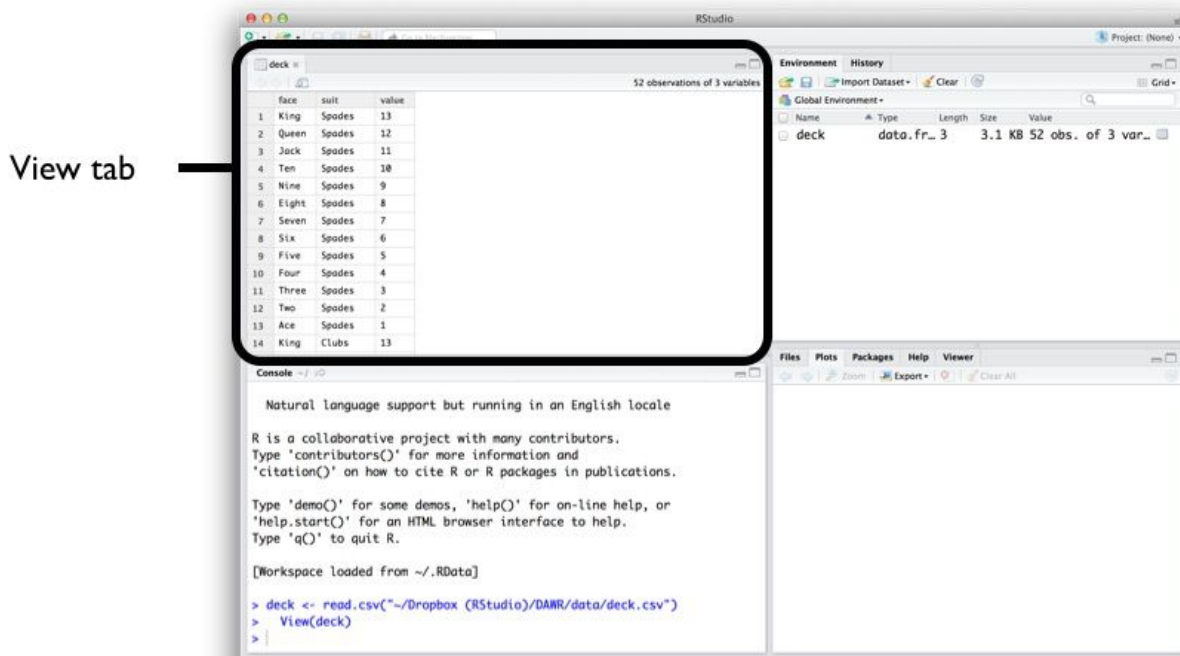 RStudio
Project: (None)
View tab
deck
52 observations of 3 variables
face suit value
1 King Spades 13
2 Queen Spades 12
3 Jack Spades 11
4 Ten Spades 10
5 Nine Spades 9
6 Eight Spades 8
7 Seven Spades 7
8 Six Spades 6
9 Five Spades 5
10 Four Spades 4
11 Three Spades 3
12 Two Spades 2
13 Ace Spades 1
14 King Clubs 13
Console ~/
Natural language support but running in an English locale
R is a collaborative project with many contributors.
Type 'contributors()' for more information and
'citation()' on how to cite R or R packages in publications.
Type 'demo()' for some demos, 'help()' for on-line help, or
'help.start()' for an HTML browser interface to help.
Type 'q()' to quit R.
[Workspace loaded from ~/.RData]
> deck <- read.csv("~/Dropbox (RStudio)/DAWR/data/deck.csv")
> View(deck)
>
Environment History
Import Dataset Clear Grid
Global Environment
Name Type Length Size Value
deck data.fr… 3 3.1 KB 52 obs. of 3 var…
Files Plots Packages Help Viewer
Zoom Export Clear All